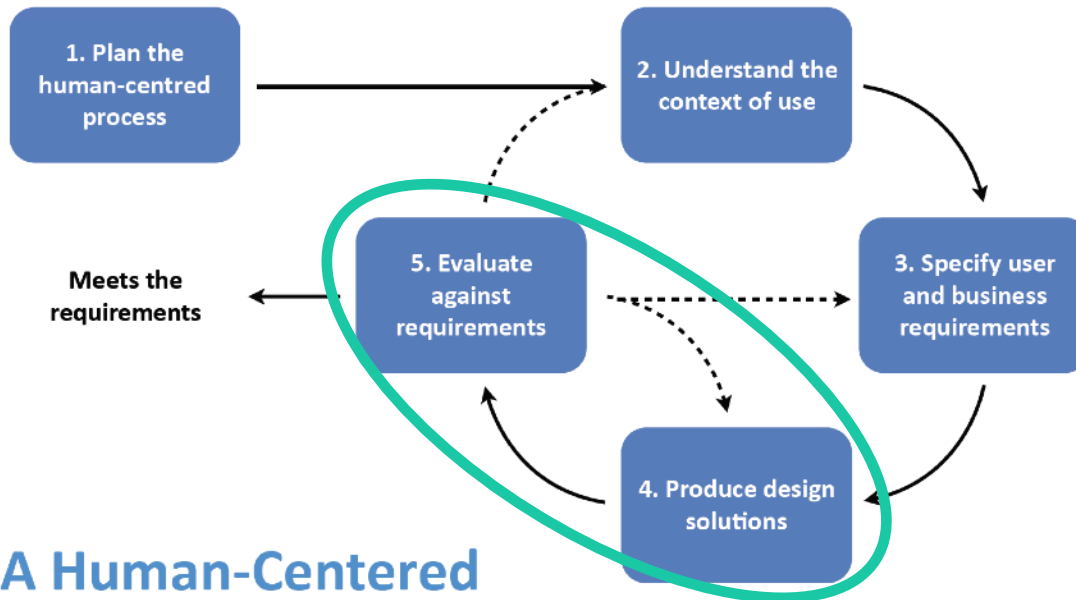 1. Plan the
human-centred
process
2. Understand the
context of use
3. Specify user
and business
requirements
4. Produce design
solutions
5. Evaluate
against
requirements
Meets the
requirements
A Human-Centered